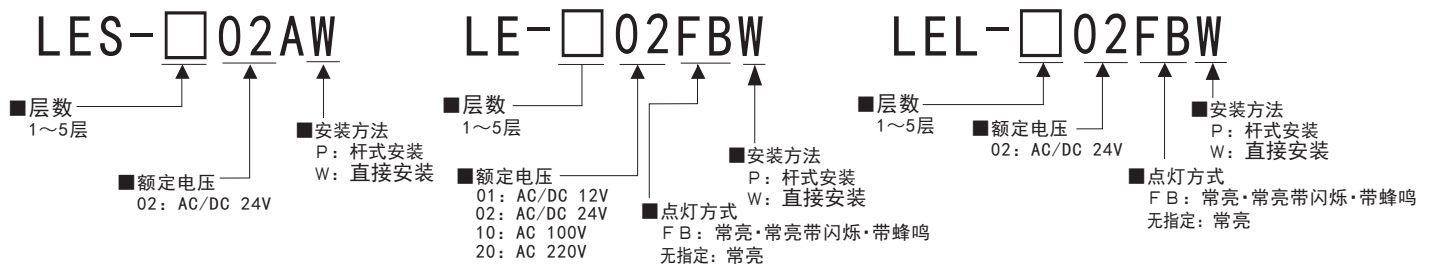 LES-□02AW
■层数
1～5层
■额定电压
02: AC/DC 24V
■安装方法
P: 杆式安装
W: 直接安装
LE-□02FBW
■层数
1～5层
■额定电压
01: AC/DC 12V
02: AC/DC 24V
10: AC 100V
20: AC 220V
■点灯方式
FB: 常亮·常亮带闪烁·带蜂鸣
无指定: 常亮
■安装方法
P: 杆式安装
W: 直接安装
LEL-□02FBW
■层数
1～5层
■额定电压
02: AC/DC 24V
■点灯方式
FB: 常亮·常亮带闪烁·带蜂鸣
无指定: 常亮
■安装方法
P: 杆式安装
W: 直接安装